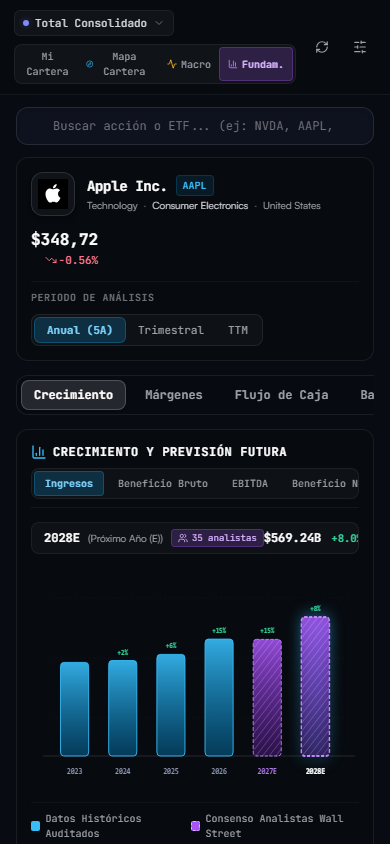 Total Consolidado
Mi Cartera
Mapa Cartera
Macro
Fundam.
Buscar acción o ETF... (ej: NVDA, AAPL,
Apple Inc. AAPL
Technology · Consumer Electronics · United States
$348,72
-0.56%
PERIODO DE ANÁLISIS
Anual (5A) Trimestral TTM
Crecimiento Márgenes Flujo de Caja Ba
CRECIMIENTO Y PREVISIÓN FUTURA
Ingresos Beneficio Bruto EBITDA Beneficio N
2028E (Próximo Año (E)) 35 analistas $569.24B +8.0
+2% +6% +15% +15% +8%
2023 2024 2025 2026 2027E 2028E
Datos Históricos Auditados
Consenso Analistas Wall Street